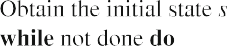 Obtain the initial state s
while not done do